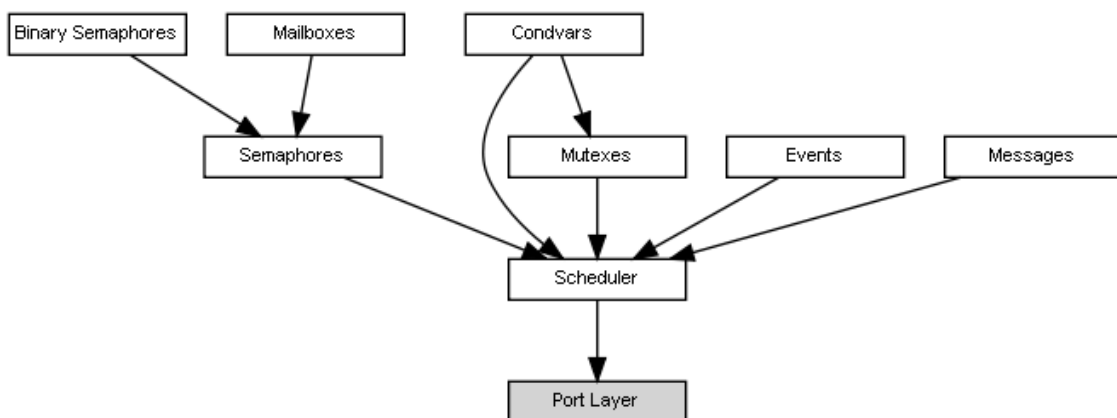 Binary Semaphores
Mailboxes
Condvars
Semaphores
Mutexes
Events
Messages
Scheduler
Port Layer